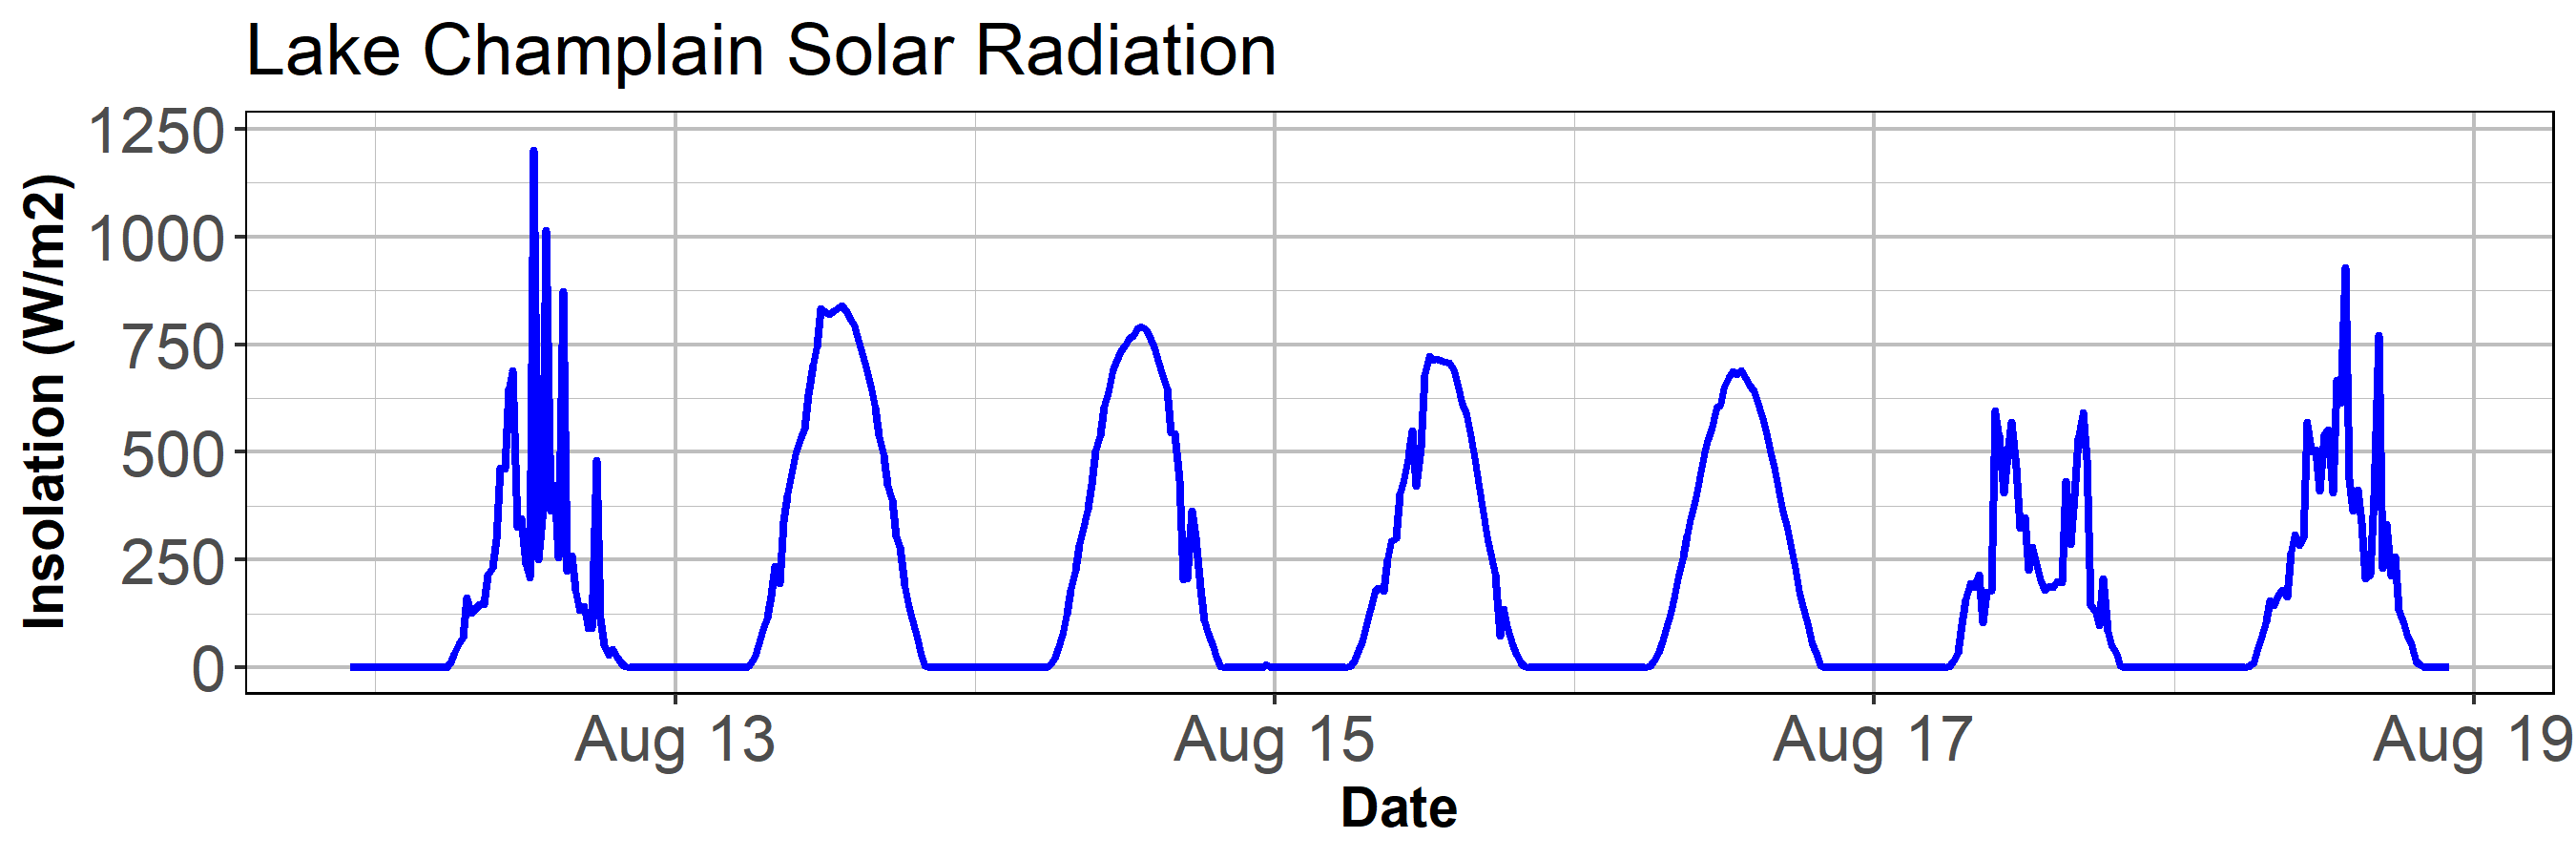 Lake Champlain Solar Radiation
Insolation (W/m2)
1250
1000
750
500
250
0
Aug 13 Aug 15 Aug 17 Aug 19
Date